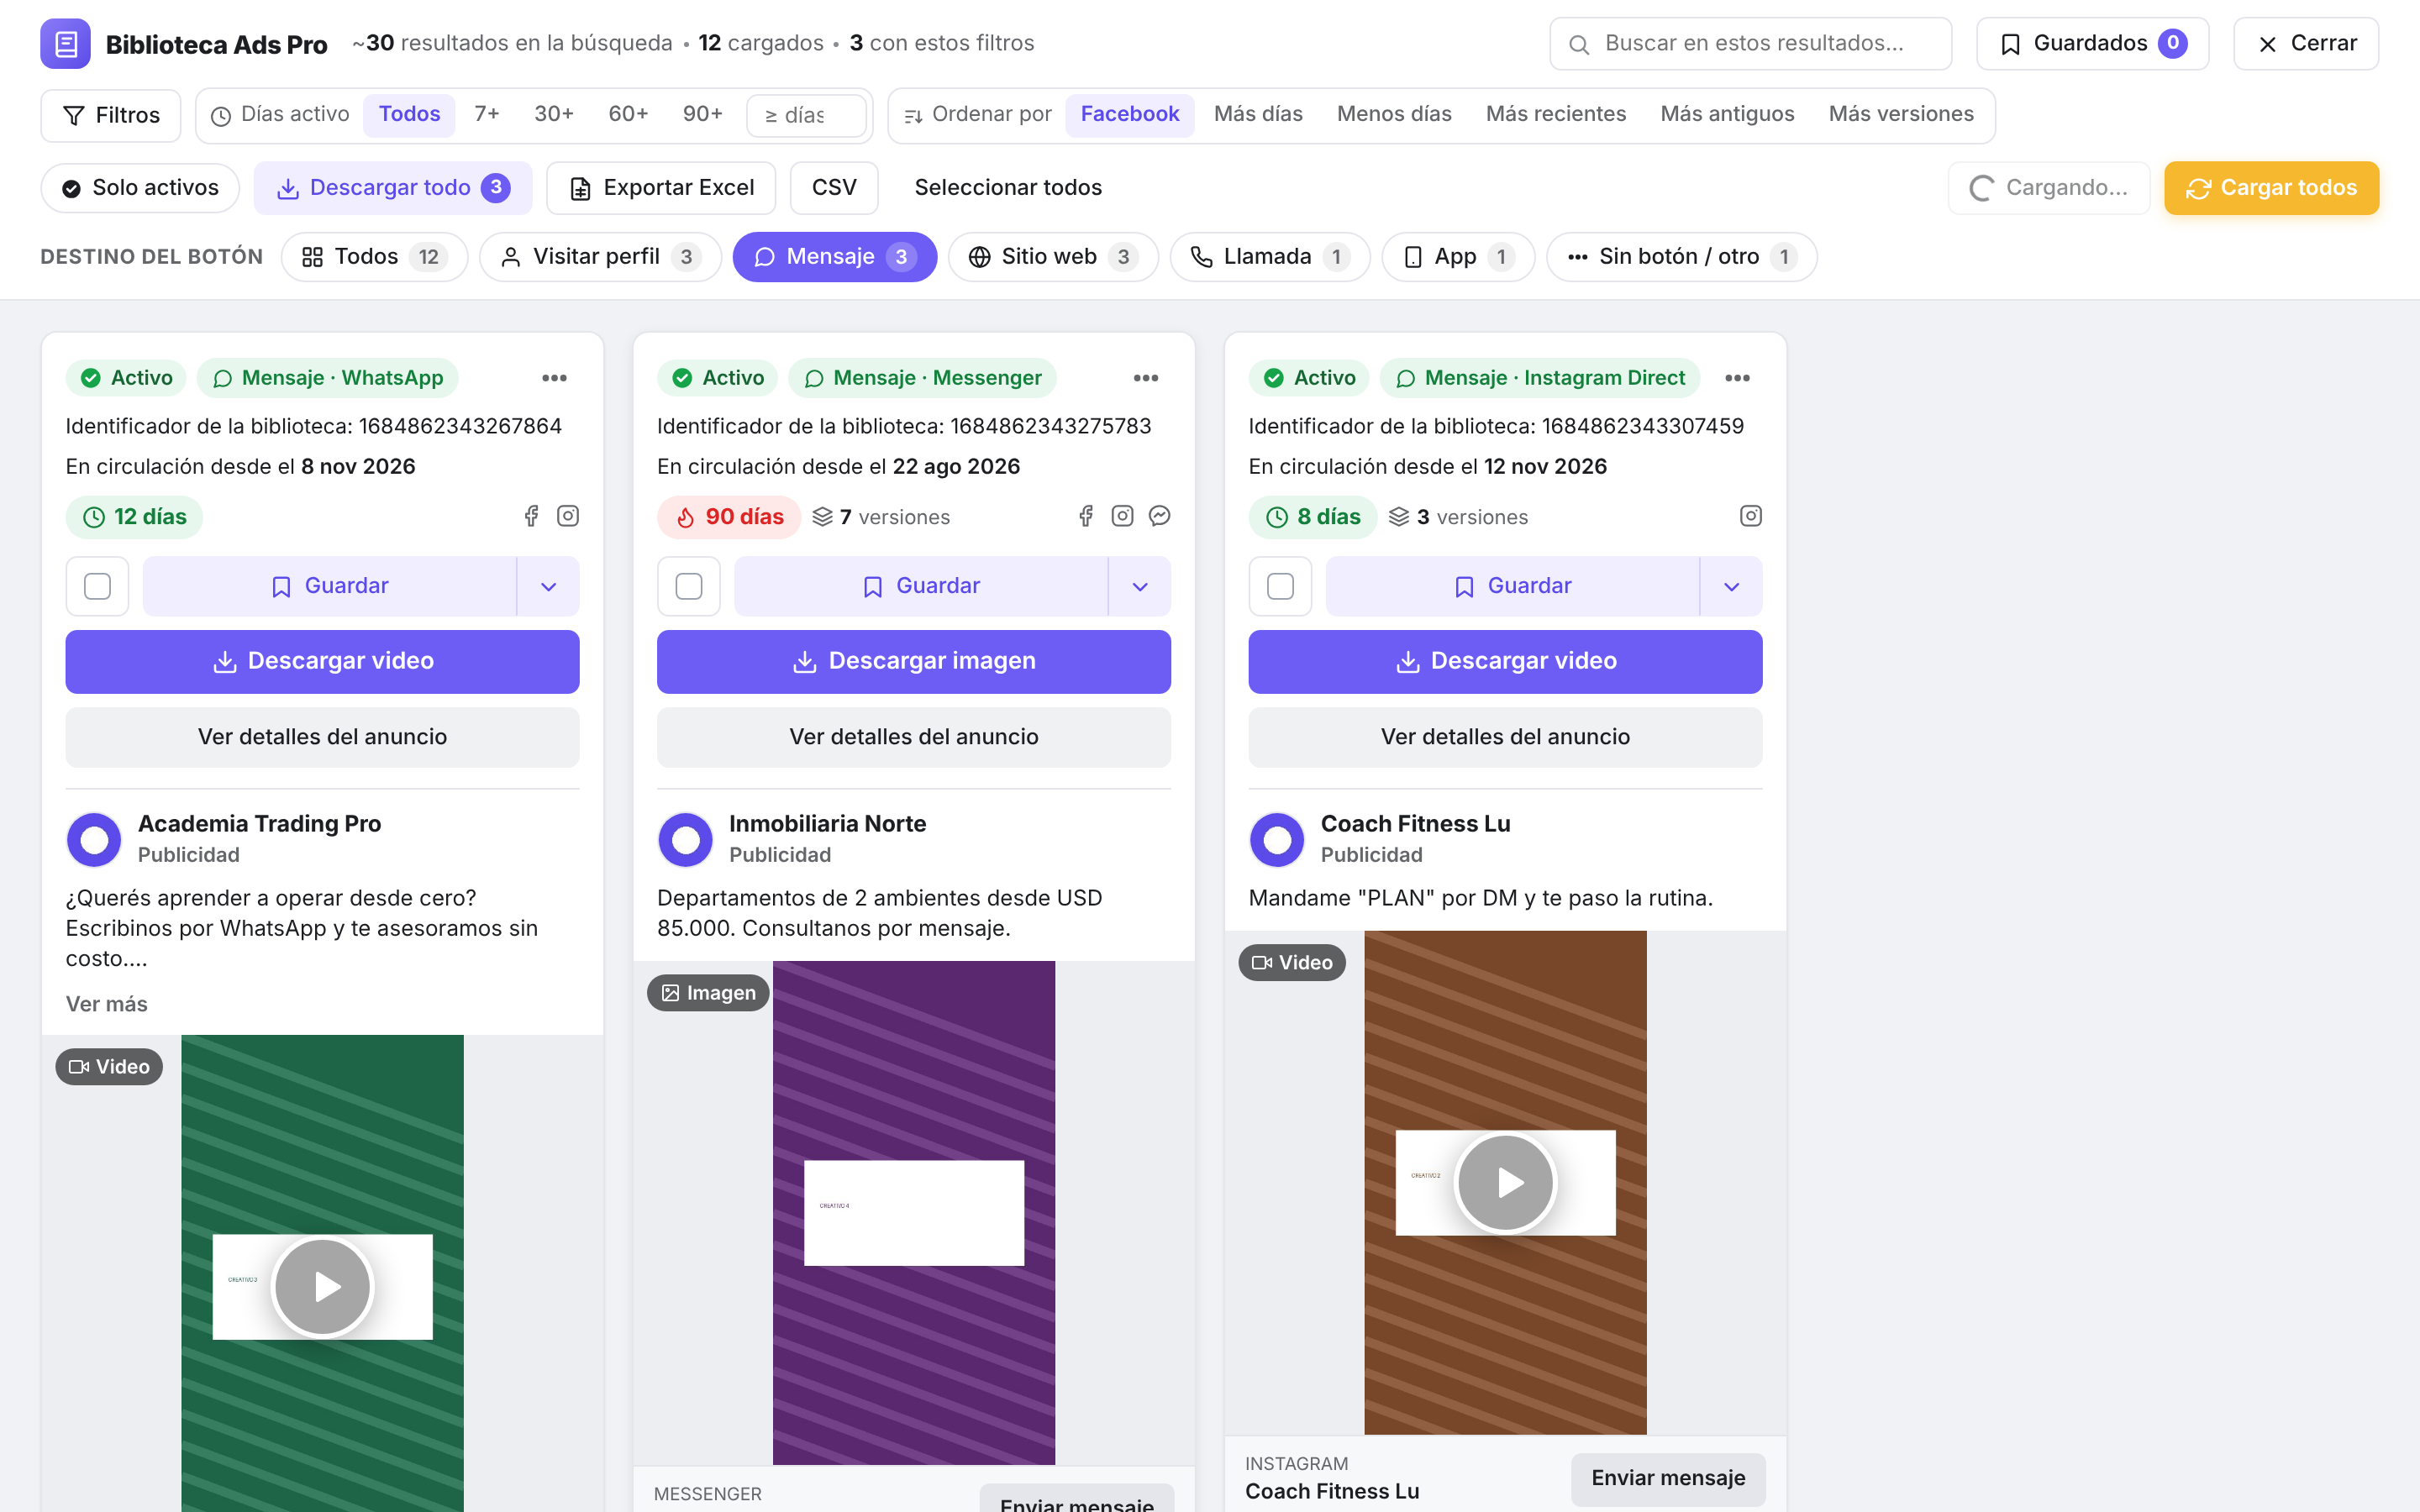 Biblioteca Ads Pro ~30 resultados en la búsqueda • 12 cargados • 3 con estos filtros
Buscar en estos resultados... Guardados 0 Cerrar
Filtros Días activo Todos 7+ 30+ 60+ 90+ ≥ días Ordenar por Facebook Más días Menos días Más recientes Más antiguos Más versiones
Solo activos Descargar todo 3 Exportar Excel CSV Seleccionar todos Cargando... Cargar todos
DESTINO DEL BOTÓN Todos 12 Visitar perfil 3 Mensaje 3 Sitio web 3 Llamada 1 App 1 Sin botón / otro 1
Activo Mensaje · WhatsApp
Identificador de la biblioteca: 1684862343267864
En circulación desde el 8 nov 2026
12 días
Guardar
Descargar video
Ver detalles del anuncio
Academia Trading Pro
Publicidad
¿Querés aprender a operar desde cero?
Escribinos por WhatsApp y te asesoramos sin
costo....
Ver más
Video
CREATIVO 3
Activo Mensaje · Messenger
Identificador de la biblioteca: 1684862343275783
En circulación desde el 22 ago 2026
90 días 7 versiones
Guardar
Descargar imagen
Ver detalles del anuncio
Inmobiliaria Norte
Publicidad
Departamentos de 2 ambientes desde USD
85.000. Consultanos por mensaje.
Imagen
CREATIVO 4
MESSENGER
Enviar mensaje
Activo Mensaje · Instagram Direct
Identificador de la biblioteca: 1684862343307459
En circulación desde el 12 nov 2026
8 días 3 versiones
Guardar
Descargar video
Ver detalles del anuncio
Coach Fitness Lu
Publicidad
Mandame "PLAN" por DM y te paso la rutina.
Video
CREATIVO 2
INSTAGRAM
Coach Fitness Lu
Enviar mensaje